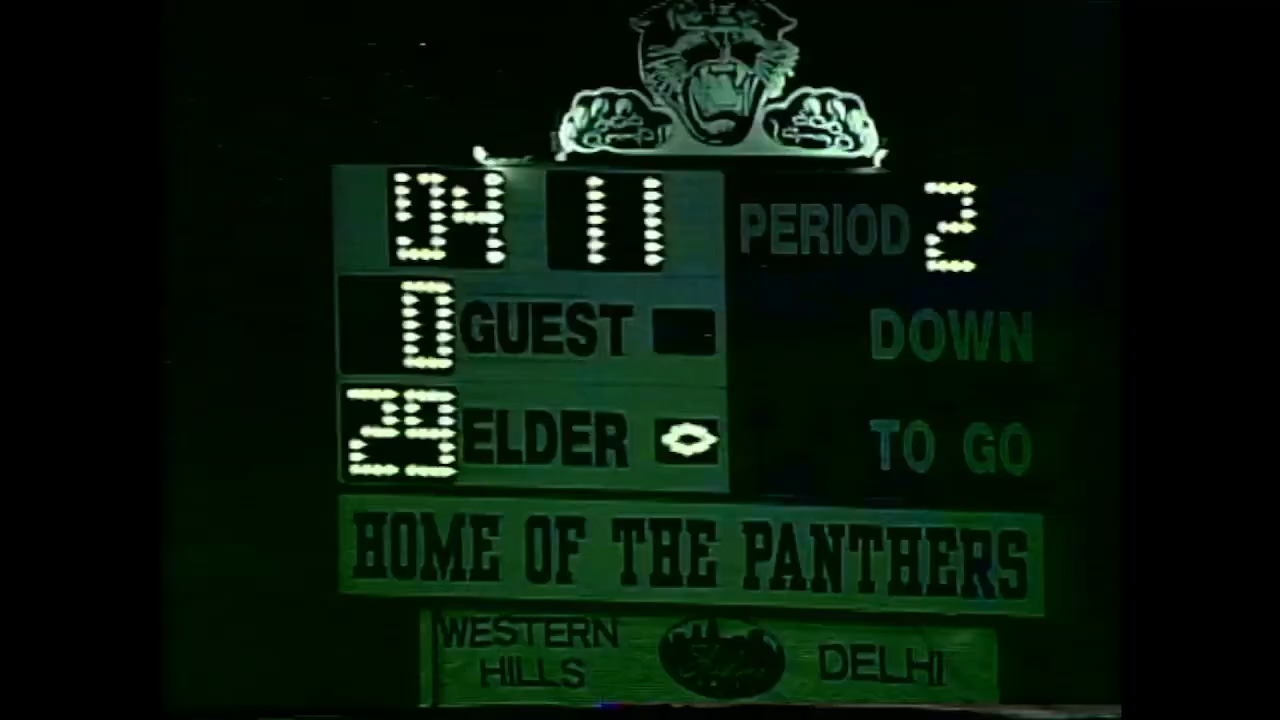 04 11 PERIOD 2
0 GUEST DOWN
29 ELDER TO GO
HOME OF THE PANTHERS
WESTERN
HILLS
DELHI